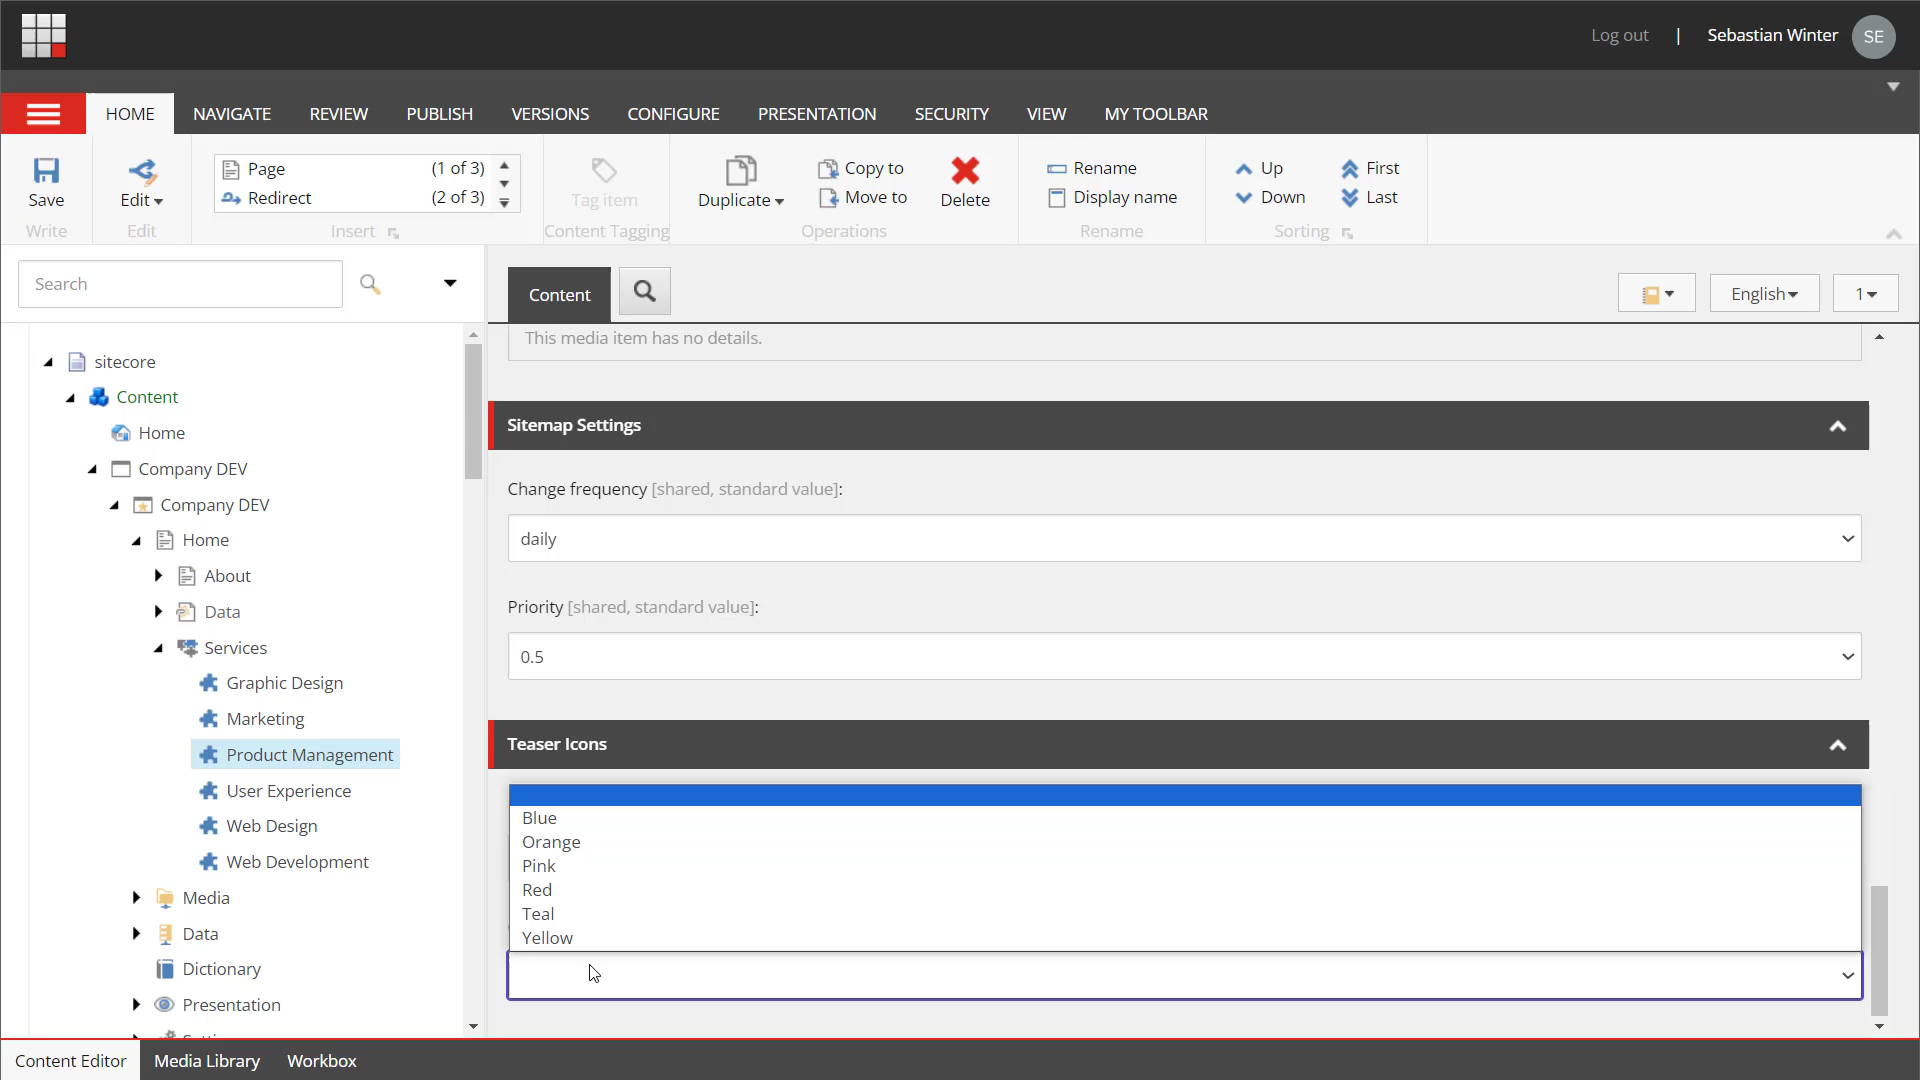 Log out | Sebastian Winter SE
HOME NAVIGATE REVIEW PUBLISH VERSIONS CONFIGURE PRESENTATION SECURITY VIEW MY TOOLBAR
Save
Write
Edit
Edit
Page (1 of 3)
Redirect (2 of 3)
Insert
Tag item
Content Tagging
Duplicate
Copy to
Move to
Delete
Operations
Rename
Display name
Rename
Up
Down
First
Last
Sorting
Search
sitecore
Content
Home
Company DEV
Company DEV
Home
About
Data
Services
Graphic Design
Marketing
Product Management
User Experience
Web Design
Web Development
Media
Data
Dictionary
Presentation
Content
English
1
This media item has no details.
Sitemap Settings
Change frequency [shared, standard value]:
daily
Priority [shared, standard value]:
0.5
Teaser Icons
Blue
Orange
Pink
Red
Teal
Yellow
Content Editor Media Library Workbox